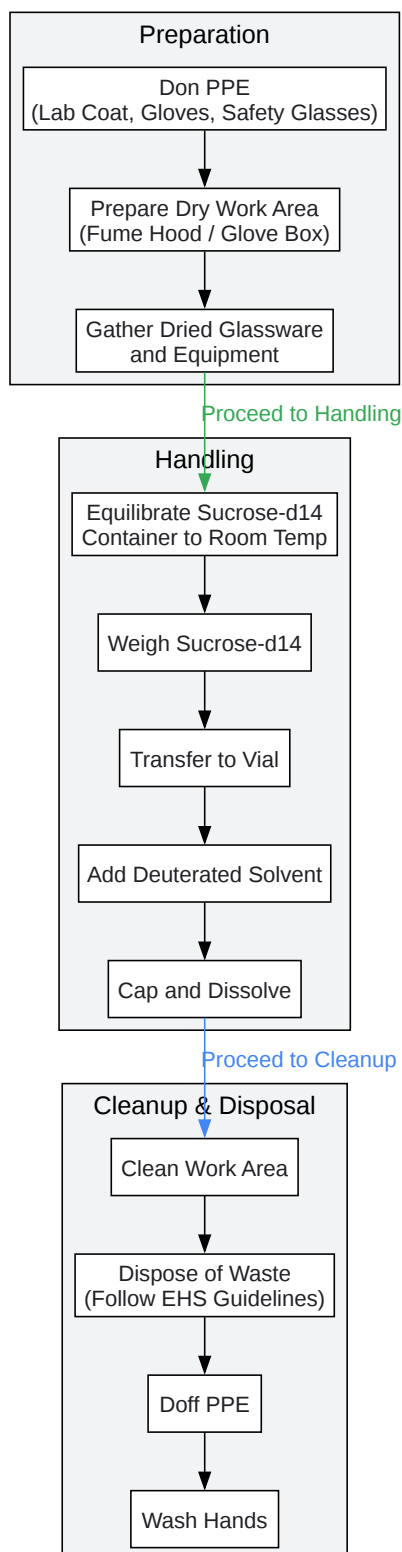 Preparation
Don PPE
(Lab Coat, Gloves, Safety Glasses)
Prepare Dry Work Area
(Fume Hood / Glove Box)
Gather Dried Glassware
and Equipment
Proceed to Handling
Handling
Equilibrate Sucrose-d14
Container to Room Temp
Weigh Sucrose-d14
Transfer to Vial
Add Deuterated Solvent
Cap and Dissolve
Proceed to Cleanup
Cleanup & Disposal
Clean Work Area
Dispose of Waste
(Follow EHS Guidelines)
Doff PPE
Wash Hands